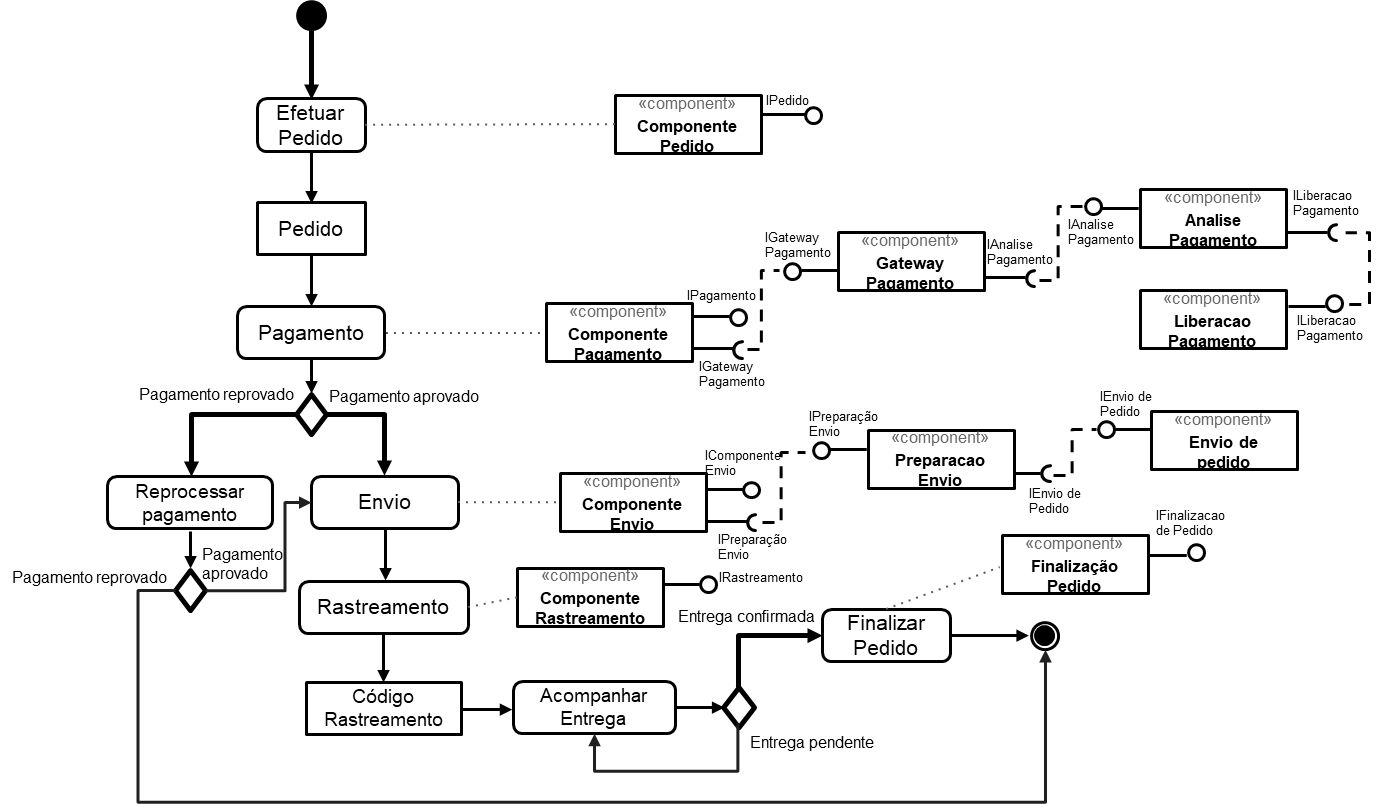 Efetuar
Pedido
«component»
Componente
Pedido
IPedido
Pedido
«component»
Analise
Pagamento
ILiberacao
Pagamento
IAnalise
Pagamento
IGateway
Pagamento
«component»
Gateway
Pagamento
IAnalise
Pagamento
«component»
Liberacao
Pagamento
ILiberacao
Pagamento
Pagamento
«component»
Componente
Pagamento
IPagamento
IGateway
Pagamento
Pagamento reprovado
Pagamento aprovado
IEnvio de
Pedido
«component»
Envio de
pedido
IPreparação
Envio
«component»
Preparacao
Envio
IEnvio de
Pedido
IComponente
Envio
Reprocessar
pagamento
Envio
«component»
Componente
Envio
IPreparação
Envio
IFinalizacao
de Pedido
«component»
Finalização
Pedido
Pagamento reprovado
Pagamento
aprovado
Rastreamento
«component»
Componente
Rastreamento
IRastreamento
Entrega confirmada
Finalizar
Pedido
Código
Rastreamento
Acompanhar
Entrega
Entrega pendente